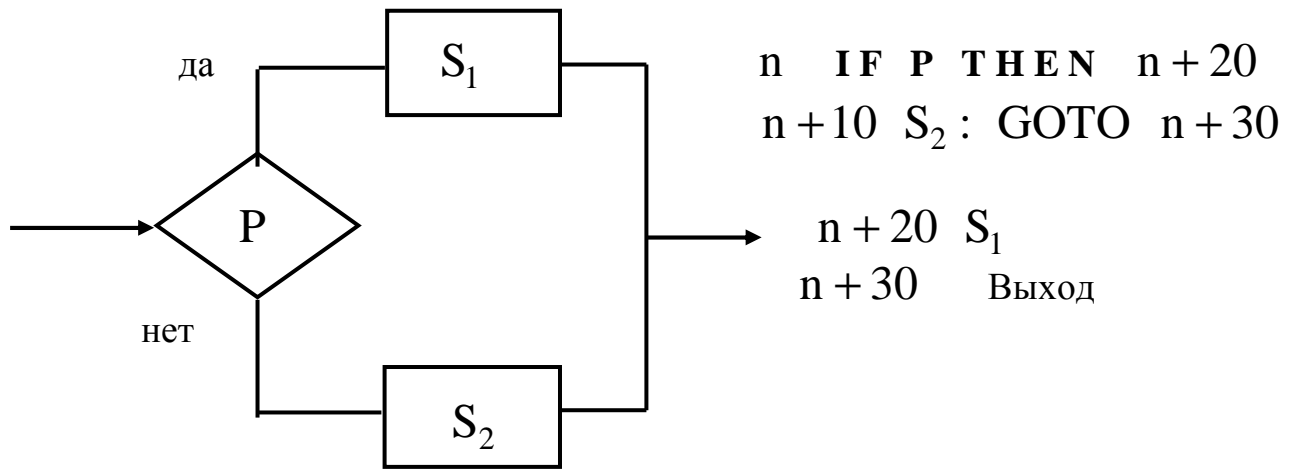 да
S₁
P
нет
S₂
n IF P THEN n + 20
n + 10 S₂ : GOTO n + 30
n + 20 S₁
n + 30 Выход